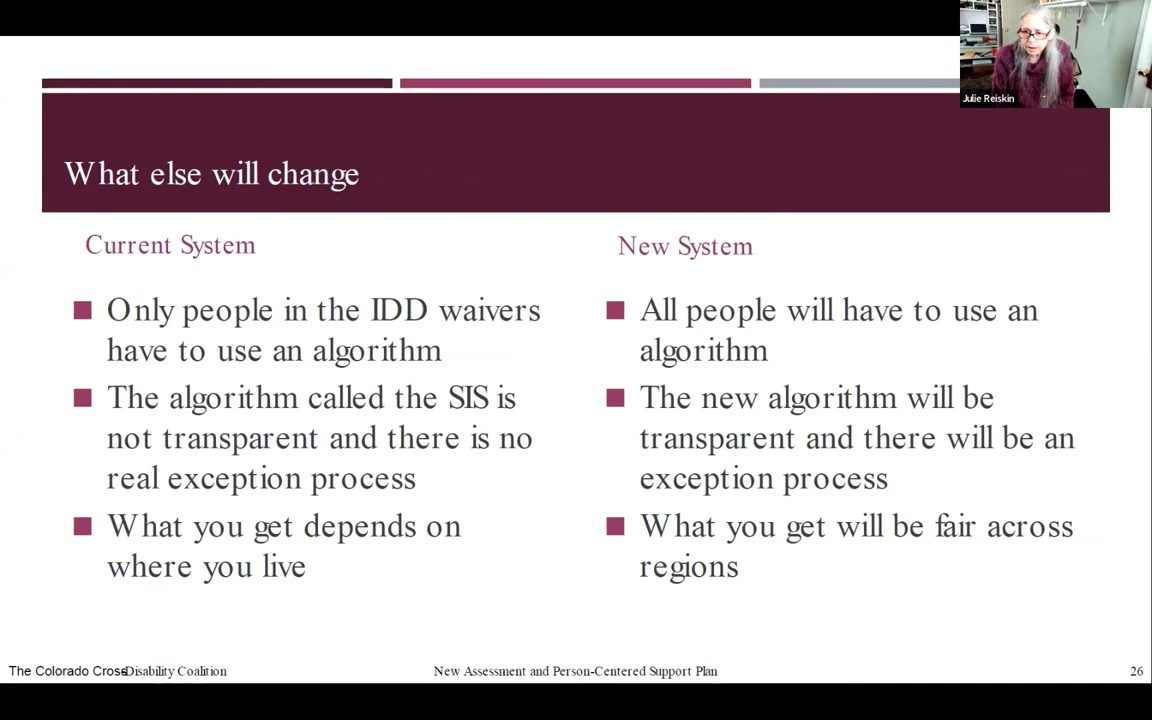 Julie Reiskin
What else will change
Current System
Only people in the IDD waivers
have to use an algorithm
The algorithm called the SIS is
not transparent and there is no
real exception process
What you get depends on
where you live
New System
All people will have to use an
algorithm
The new algorithm will be
transparent and there will be an
exception process
What you get will be fair across
regions
The Colorado Cross-Disability Coalition
New Assessment and Person-Centered Support Plan
26